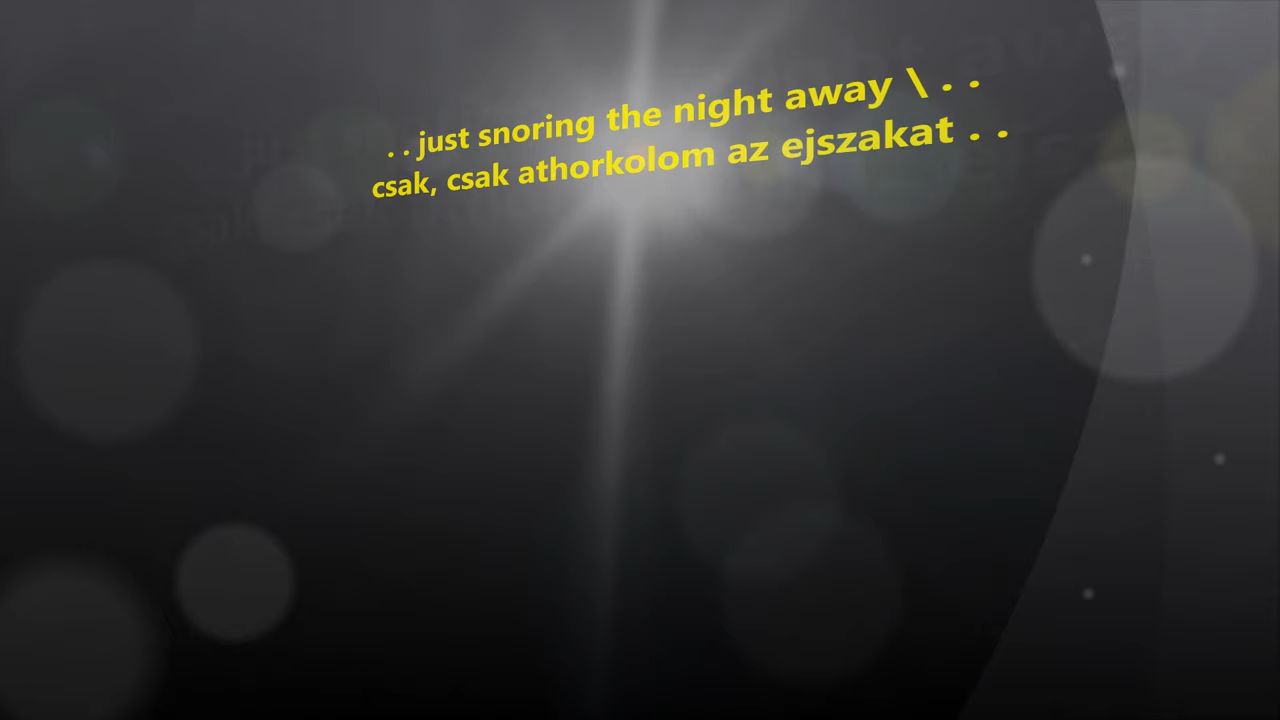 . . just snoring the night away \ . .
csak, csak athorkolom az ejszakat . .